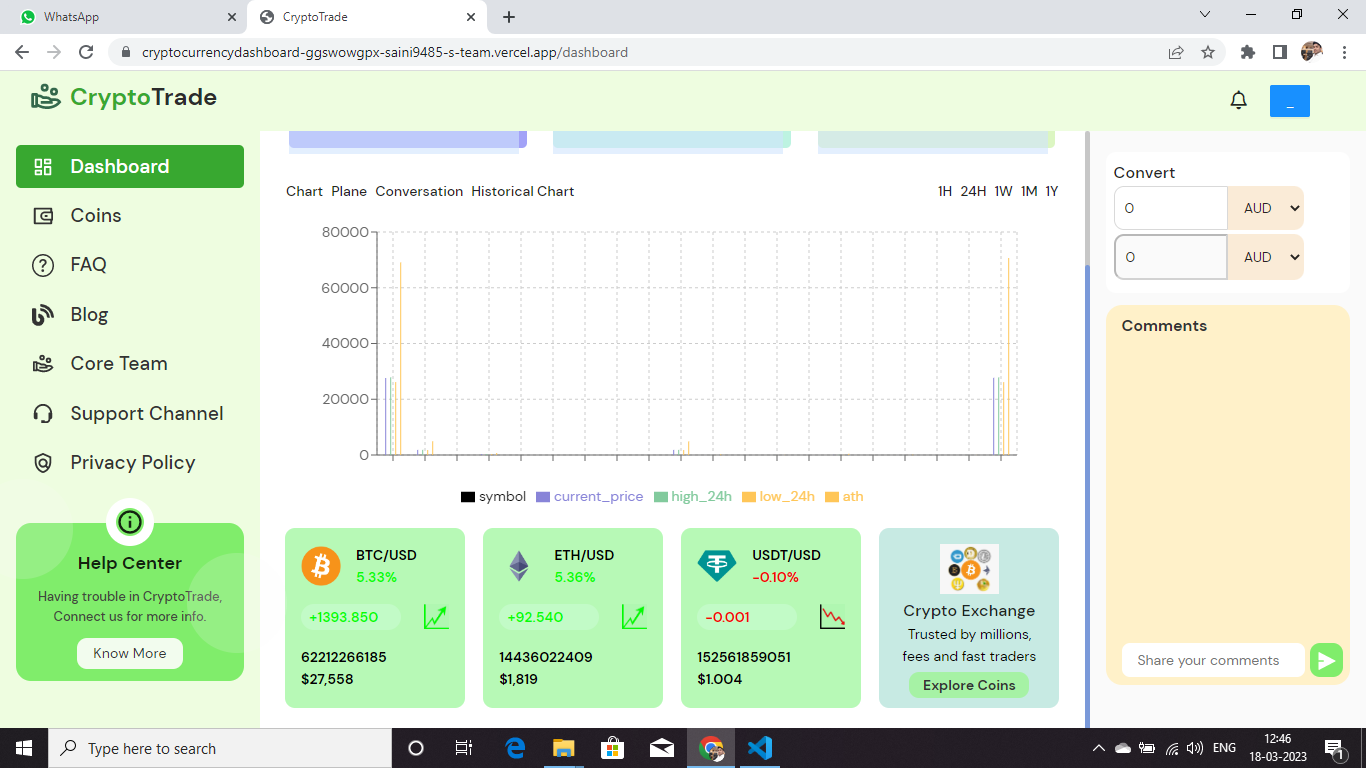 WhatsApp
CryptoTrade
cryptocurrencydashboard-ggswowgpx-saini9485-s-team.vercel.app/dashboard
CryptoTrade
_
Dashboard
Coins
FAQ
Blog
Core Team
Support Channel
Privacy Policy
Help Center
Having trouble in CryptoTrade,
Connect us for more info.
Know More
Chart Plane Conversation Historical Chart
1H 24H 1W 1M 1Y
80000
60000
40000
20000
0
symbol current_price high_24h low_24h ath
BTC/USD
5.33%
+1393.850
62212266185
$27,558
ETH/USD
5.36%
+92.540
14436022409
$1,819
USDT/USD
-0.10%
-0.001
152561859051
$1.004
Crypto Exchange
Trusted by millions,
fees and fast traders
Explore Coins
Convert
0 AUD
0 AUD
Comments
Share your comments
Type here to search
ENG
12:46
18-03-2023
1